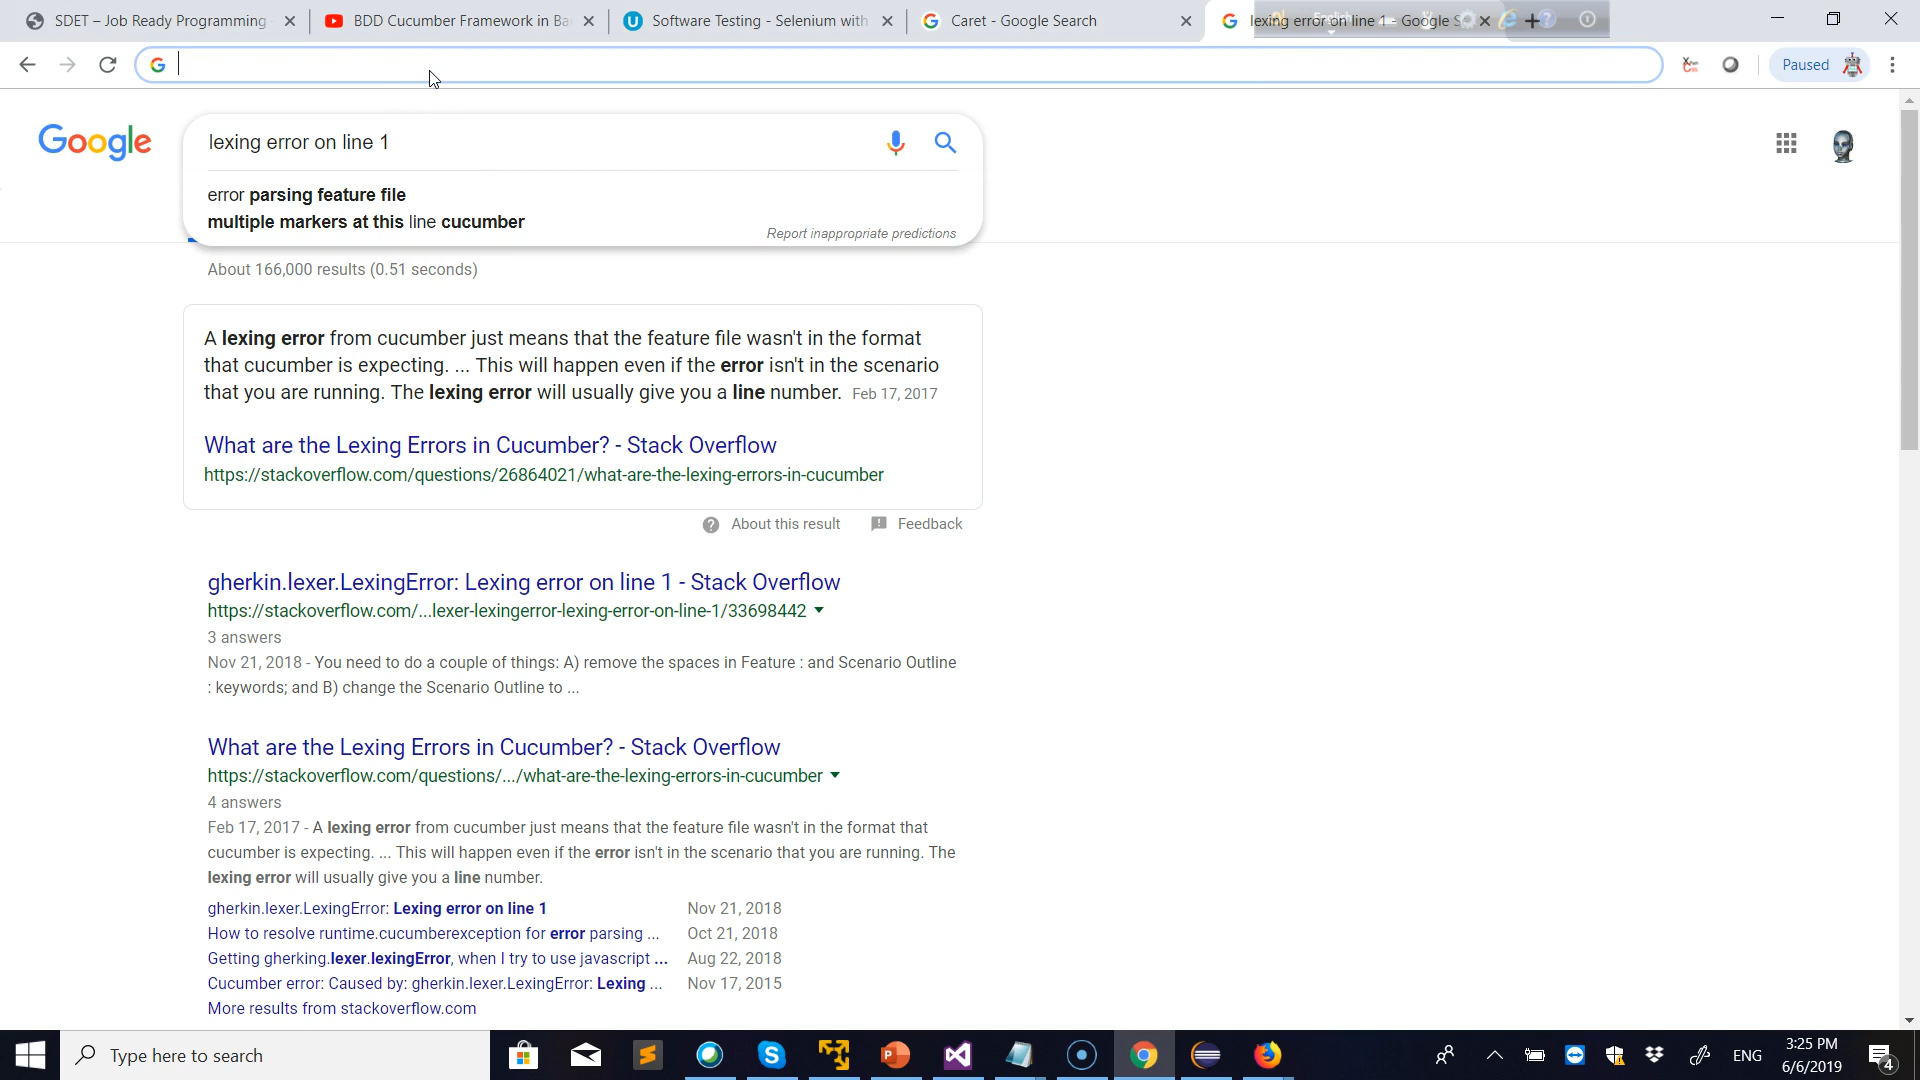 SDET – Job Ready Programming
BDD Cucumber Framework in Ba
Software Testing - Selenium with
Caret - Google Search
lexing error on line 1 - Google S
Paused
Google
lexing error on line 1
error parsing feature file
multiple markers at this line cucumber
Report inappropriate predictions
About 166,000 results (0.51 seconds)
A lexing error from cucumber just means that the feature file wasn't in the format
that cucumber is expecting. ... This will happen even if the error isn't in the scenario
that you are running. The lexing error will usually give you a line number. Feb 17, 2017
What are the Lexing Errors in Cucumber? - Stack Overflow
https://stackoverflow.com/questions/26864021/what-are-the-lexing-errors-in-cucumber
About this result
Feedback
gherkin.lexer.LexingError: Lexing error on line 1 - Stack Overflow
https://stackoverflow.com/...lexer-lexingerror-lexing-error-on-line-1/33698442
3 answers
Nov 21, 2018 - You need to do a couple of things: A) remove the spaces in Feature : and Scenario Outline
: keywords; and B) change the Scenario Outline to ...
What are the Lexing Errors in Cucumber? - Stack Overflow
https://stackoverflow.com/questions/.../what-are-the-lexing-errors-in-cucumber
4 answers
Feb 17, 2017 - A lexing error from cucumber just means that the feature file wasn't in the format that
cucumber is expecting. ... This will happen even if the error isn't in the scenario that you are running. The
lexing error will usually give you a line number.
gherkin.lexer.LexingError: Lexing error on line 1 Nov 21, 2018
How to resolve runtime.cucumberexception for error parsing ... Oct 21, 2018
Getting gherking.lexer.lexingError, when I try to use javascript ... Aug 22, 2018
Cucumber error: Caused by: gherkin.lexer.LexingError: Lexing ... Nov 17, 2015
More results from stackoverflow.com
Type here to search
ENG
3:25 PM
6/6/2019
4